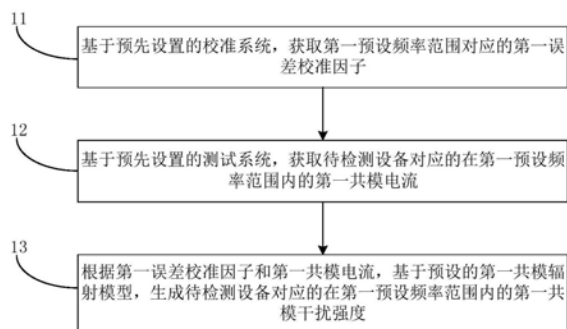 11
基于预先设置的校准系统，获取第一预设频率范围对应的第一误
差校准因子
12
基于预先设置的测试系统，获取待检测设备对应的在第一预设频
率范围内的第一共模电流
13
根据第一误差校准因子和第一共模电流，基于预设的第一共模辐
射模型，生成待检测设备对应的在第一预设频率范围内的第一共
模干扰强度